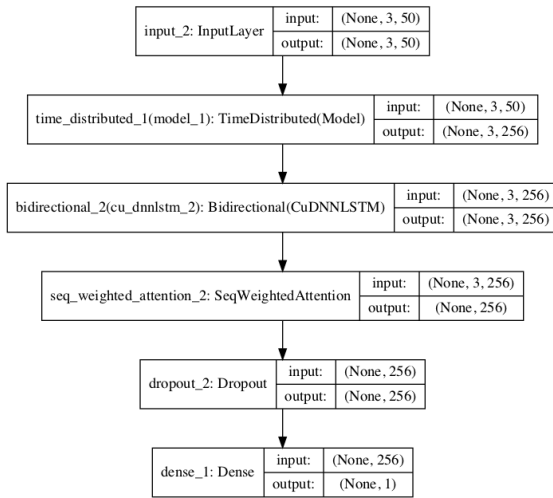 input_2: InputLayer
input: (None, 3, 50)
output: (None, 3, 50)
time_distributed_1(model_1): TimeDistributed(Model)
input: (None, 3, 50)
output: (None, 3, 256)
bidirectional_2(cu_dnnlstm_2): Bidirectional(CuDNNLSTM)
input: (None, 3, 256)
output: (None, 3, 256)
seq_weighted_attention_2: SeqWeightedAttention
input: (None, 3, 256)
output: (None, 256)
dropout_2: Dropout
input: (None, 256)
output: (None, 256)
dense_1: Dense
input: (None, 256)
output: (None, 1)